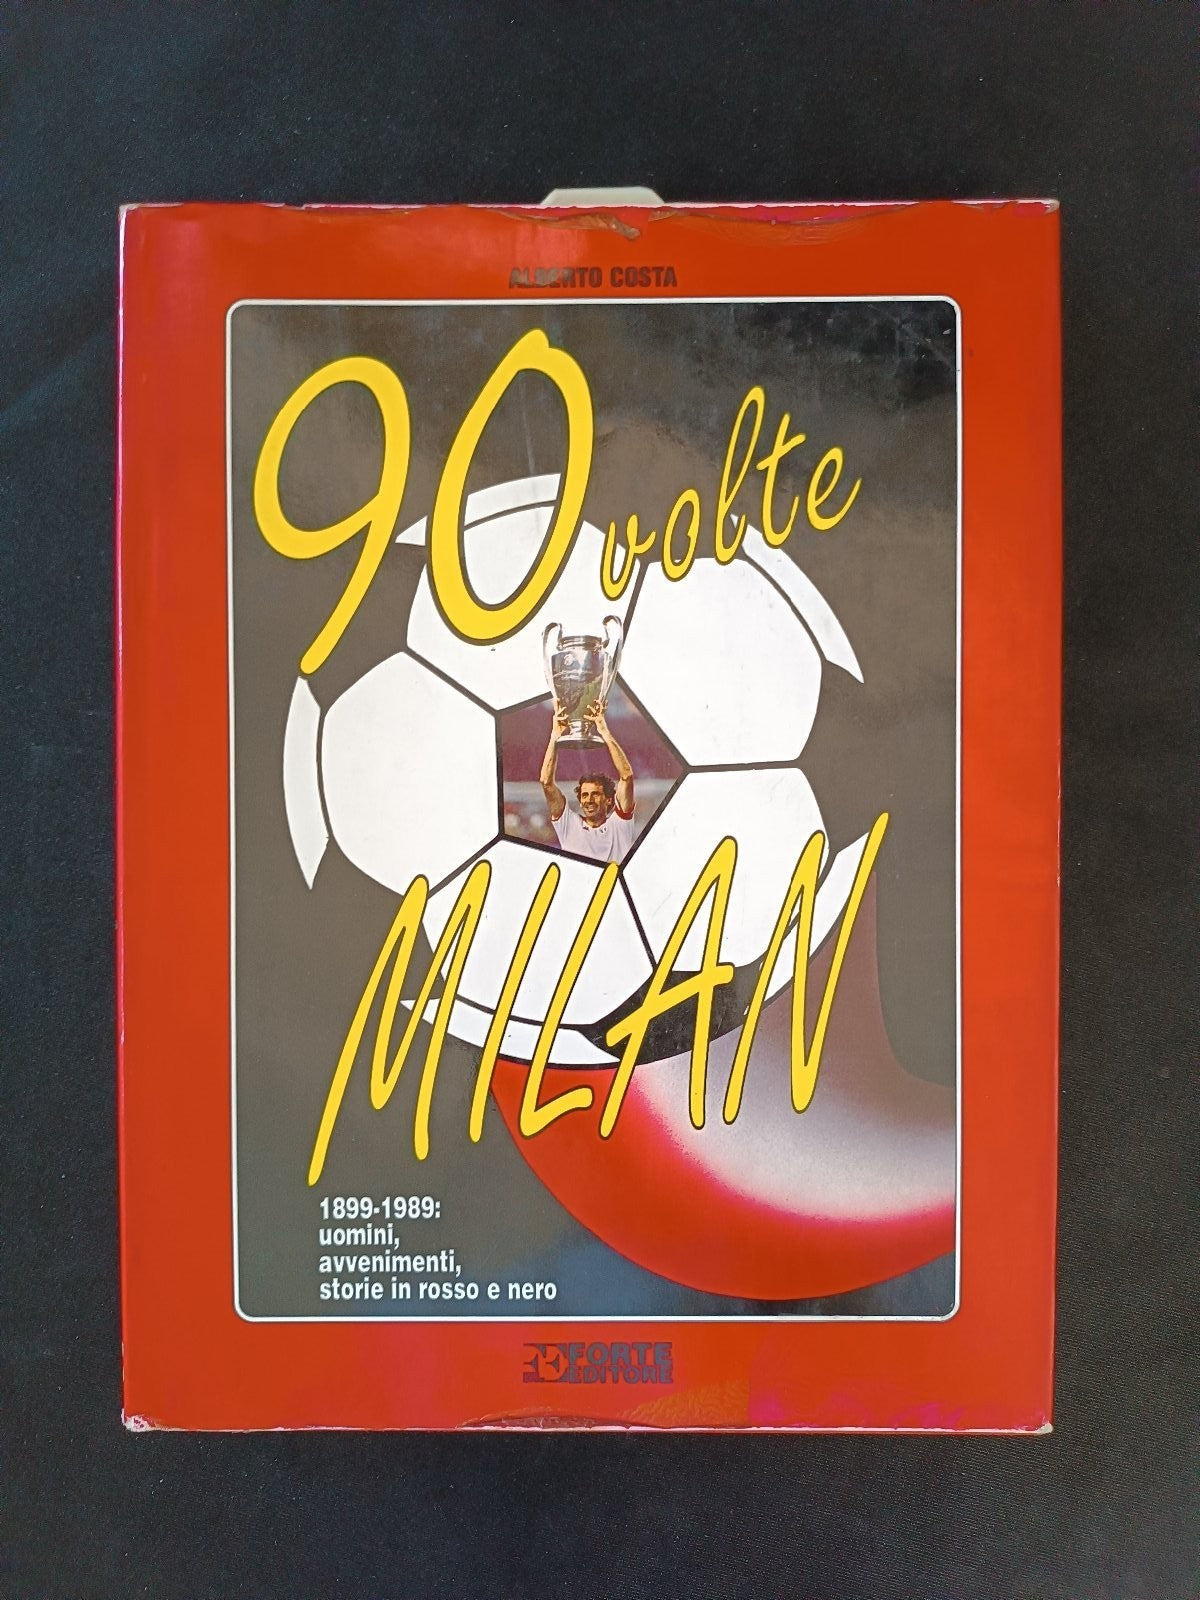 ALBERTO COSTA
90 volte
MILAN
1899-1989:
uomini,
avvenimenti,
storie in rosso e nero
FORTE
EDITORE